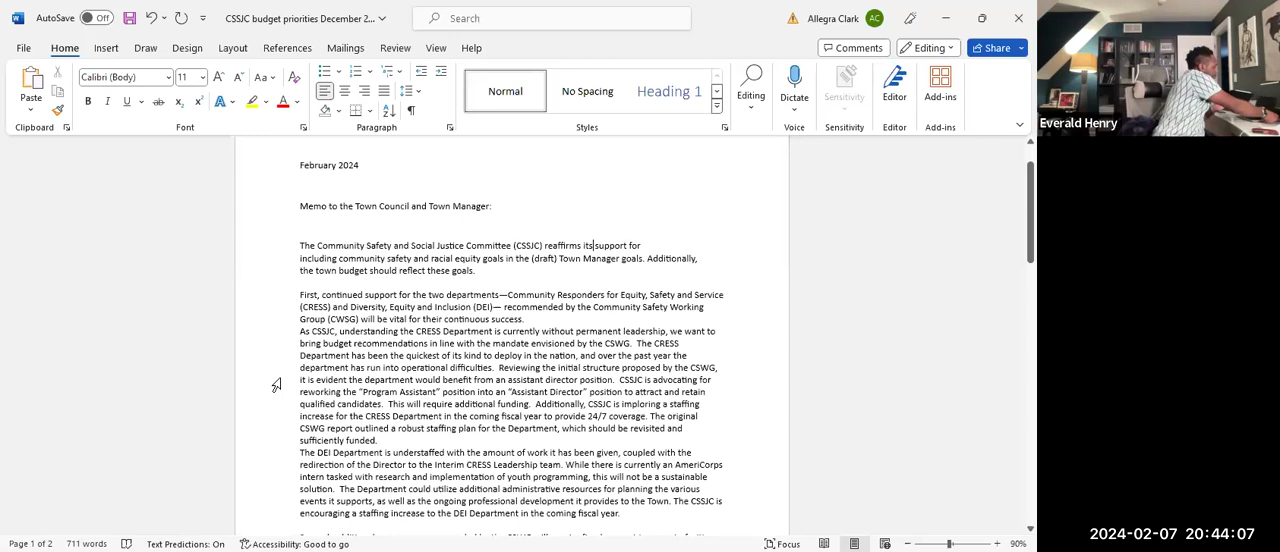 AutoSave Off CSSJC budget priorities December 2... Search Allegra Clark AC
File Home Insert Draw Design Layout References Mailings Review View Help Comments Editing Share
Calibri (Body) 11 A A Aa A
Paste B I U ab x₂ x² A A Normal No Spacing Heading 1 Editing Dictate Sensitivity Editor Add-ins
Clipboard Font Paragraph Styles Voice Sensitivity Editor Add-ins
Everald Henry
February 2024
Memo to the Town Council and Town Manager:
The Community Safety and Social Justice Committee (CSSJC) reaffirms its support for
including community safety and racial equity goals in the (draft) Town Manager goals. Additionally,
the town budget should reflect these goals.
First, continued support for the two departments—Community Responders for Equity, Safety and Service
(CRESS) and Diversity, Equity and Inclusion (DEI)— recommended by the Community Safety Working
Group (CWSG) will be vital for their continuous success.
As CSSJC, understanding the CRESS Department is currently without permanent leadership, we want to
bring budget recommendations in line with the mandate envisioned by the CSWG. The CRESS
Department has been the quickest of its kind to deploy in the nation, and over the past year the
department has run into operational difficulties. Reviewing the initial structure proposed by the CSWG,
it is evident the department would benefit from an assistant director position. CSSJC is advocating for
reworking the “Program Assistant” position into an “Assistant Director” position to attract and retain
qualified candidates. This will require additional funding. Additionally, CSSJC is imploring a staffing
increase for the CRESS Department in the coming fiscal year to provide 24/7 coverage. The original
CSWG report outlined a robust staffing plan for the Department, which should be revisited and
sufficiently funded.
The DEI Department is understaffed with the amount of work it has been given, coupled with the
redirection of the Director to the Interim CRESS Leadership team. While there is currently an AmeriCorps
intern tasked with research and implementation of youth programming, this will not be a sustainable
solution. The Department could utilize additional administrative resources for planning the various
events it supports, as well as the ongoing professional development it provides to the Town. The CSSJC is
encouraging a staffing increase to the DEI Department in the coming fiscal year.
Page 1 of 2 711 words Text Predictions: On Accessibility: Good to go Focus 90%
2024-02-07 20:44:07